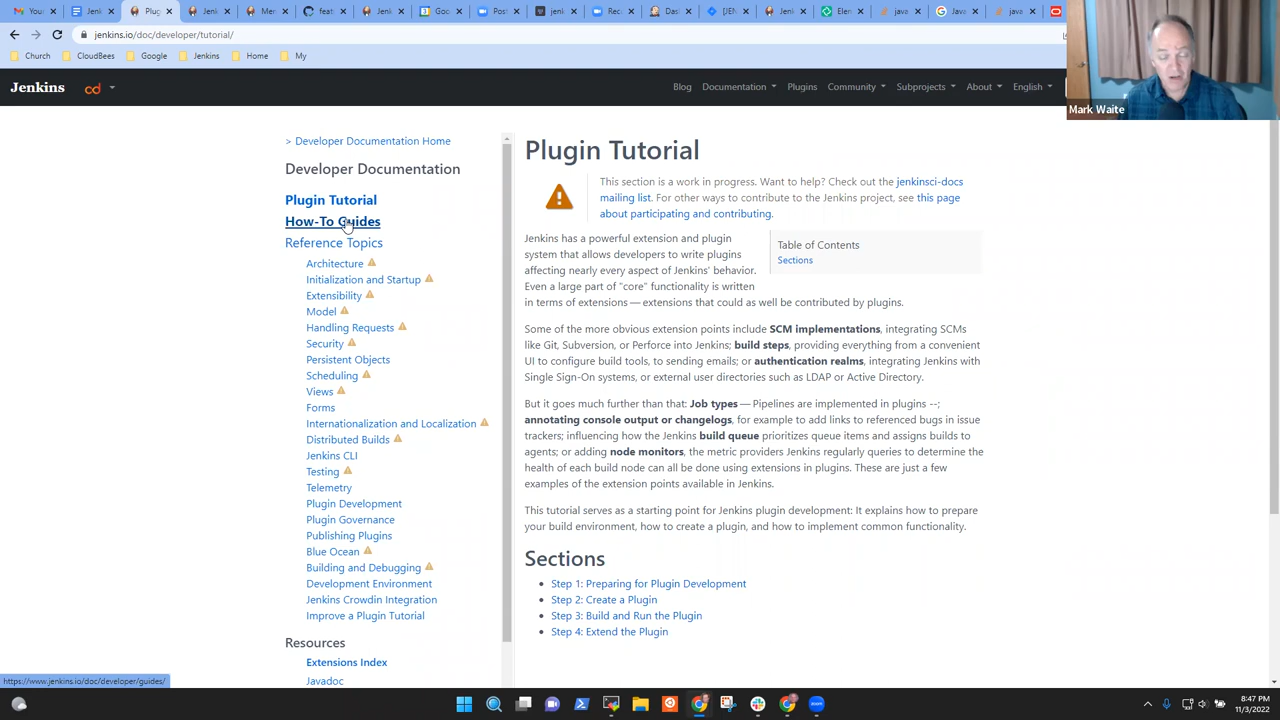 Plug
Jenk
Goo
Post
jenk
Rec
Das
[JEN
Jenk
Elen
java
java
jenkins.io/doc/developer/tutorial/
Church
CloudBees
Google
Jenkins
Home
My
Mark Waite
Jenkins
cd
Blog
Documentation
Plugins
Community
Subprojects
About
English
> Developer Documentation Home
Developer Documentation
Plugin Tutorial
How-To Guides
Reference Topics
Architecture
Initialization and Startup
Extensibility
Model
Handling Requests
Security
Persistent Objects
Scheduling
Views
Forms
Internationalization and Localization
Distributed Builds
Jenkins CLI
Testing
Telemetry
Plugin Development
Plugin Governance
Publishing Plugins
Blue Ocean
Building and Debugging
Development Environment
Jenkins Crowdin Integration
Improve a Plugin Tutorial
Resources
Extensions Index
Javadoc
Plugin Tutorial
This section is a work in progress. Want to help? Check out the jenkinsci-docs
mailing list. For other ways to contribute to the Jenkins project, see this page
about participating and contributing.
Jenkins has a powerful extension and plugin
system that allows developers to write plugins
affecting nearly every aspect of Jenkins' behavior.
Even a large part of "core" functionality is written
in terms of extensions — extensions that could as well be contributed by plugins.
Table of Contents
Sections
Some of the more obvious extension points include SCM implementations, integrating SCMs
like Git, Subversion, or Perforce into Jenkins; build steps, providing everything from a convenient
UI to configure build tools, to sending emails; or authentication realms, integrating Jenkins with
Single Sign-On systems, or external user directories such as LDAP or Active Directory.
But it goes much further than that: Job types — Pipelines are implemented in plugins --;
annotating console output or changelogs, for example to add links to referenced bugs in issue
trackers; influencing how the Jenkins build queue prioritizes queue items and assigns builds to
agents; or adding node monitors, the metric providers Jenkins regularly queries to determine the
health of each build node can all be done using extensions in plugins. These are just a few
examples of the extension points available in Jenkins.
This tutorial serves as a starting point for Jenkins plugin development: It explains how to prepare
your build environment, how to create a plugin, and how to implement common functionality.
Sections
Step 1: Preparing for Plugin Development
Step 2: Create a Plugin
Step 3: Build and Run the Plugin
Step 4: Extend the Plugin
https://www.jenkins.io/doc/developer/guides/
8:47 PM
11/3/2022